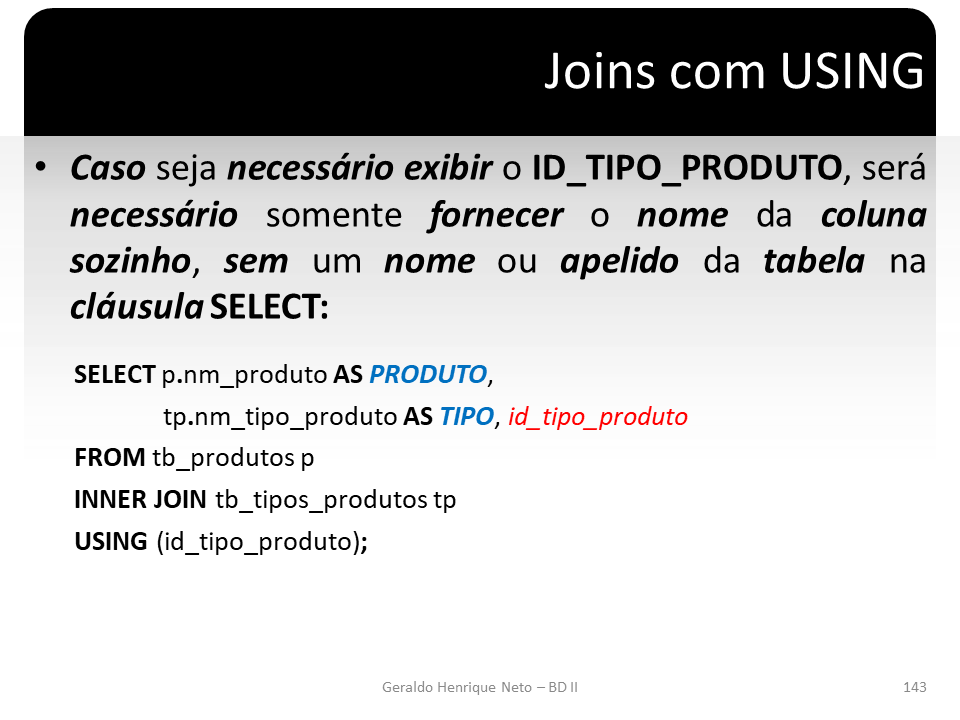 Joins com USING
• Caso seja necessário exibir o ID_TIPO_PRODUTO, será
necessário somente fornecer o nome da coluna
sozinho, sem um nome ou apelido da tabela na
cláusula SELECT:
SELECT p.nm_produto AS PRODUTO,
tp.nm_tipo_produto AS TIPO, id_tipo_produto
FROM tb_produtos p
INNER JOIN tb_tipos_produtos tp
USING (id_tipo_produto);
Geraldo Henrique Neto – BD II
143